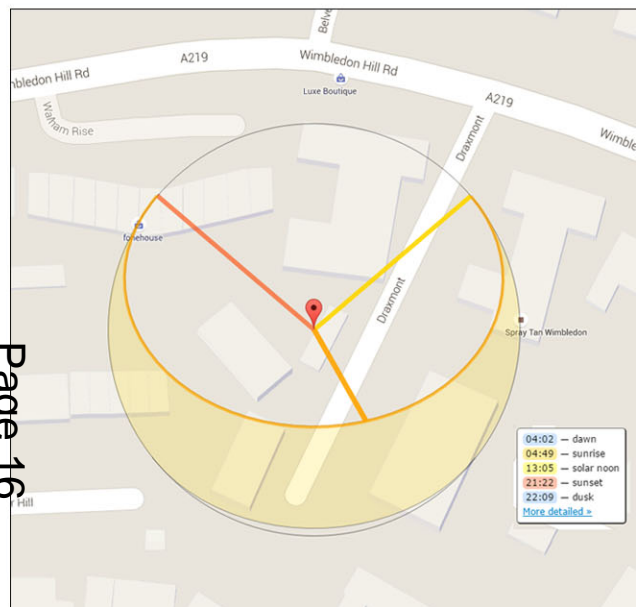 Belve
A219
Wimbledon Hill Rd
nbledon Hill Rd
Luxe Boutique
A219
Wimble
Walham Rise
Draxmont
fonehouse
Draxmont
Spray Tan Wimbledon
Page 16
r Hill
04:02 — dawn
04:49 — sunrise
13:05 — solar noon
21:22 — sunset
22:09 — dusk
More detailed »